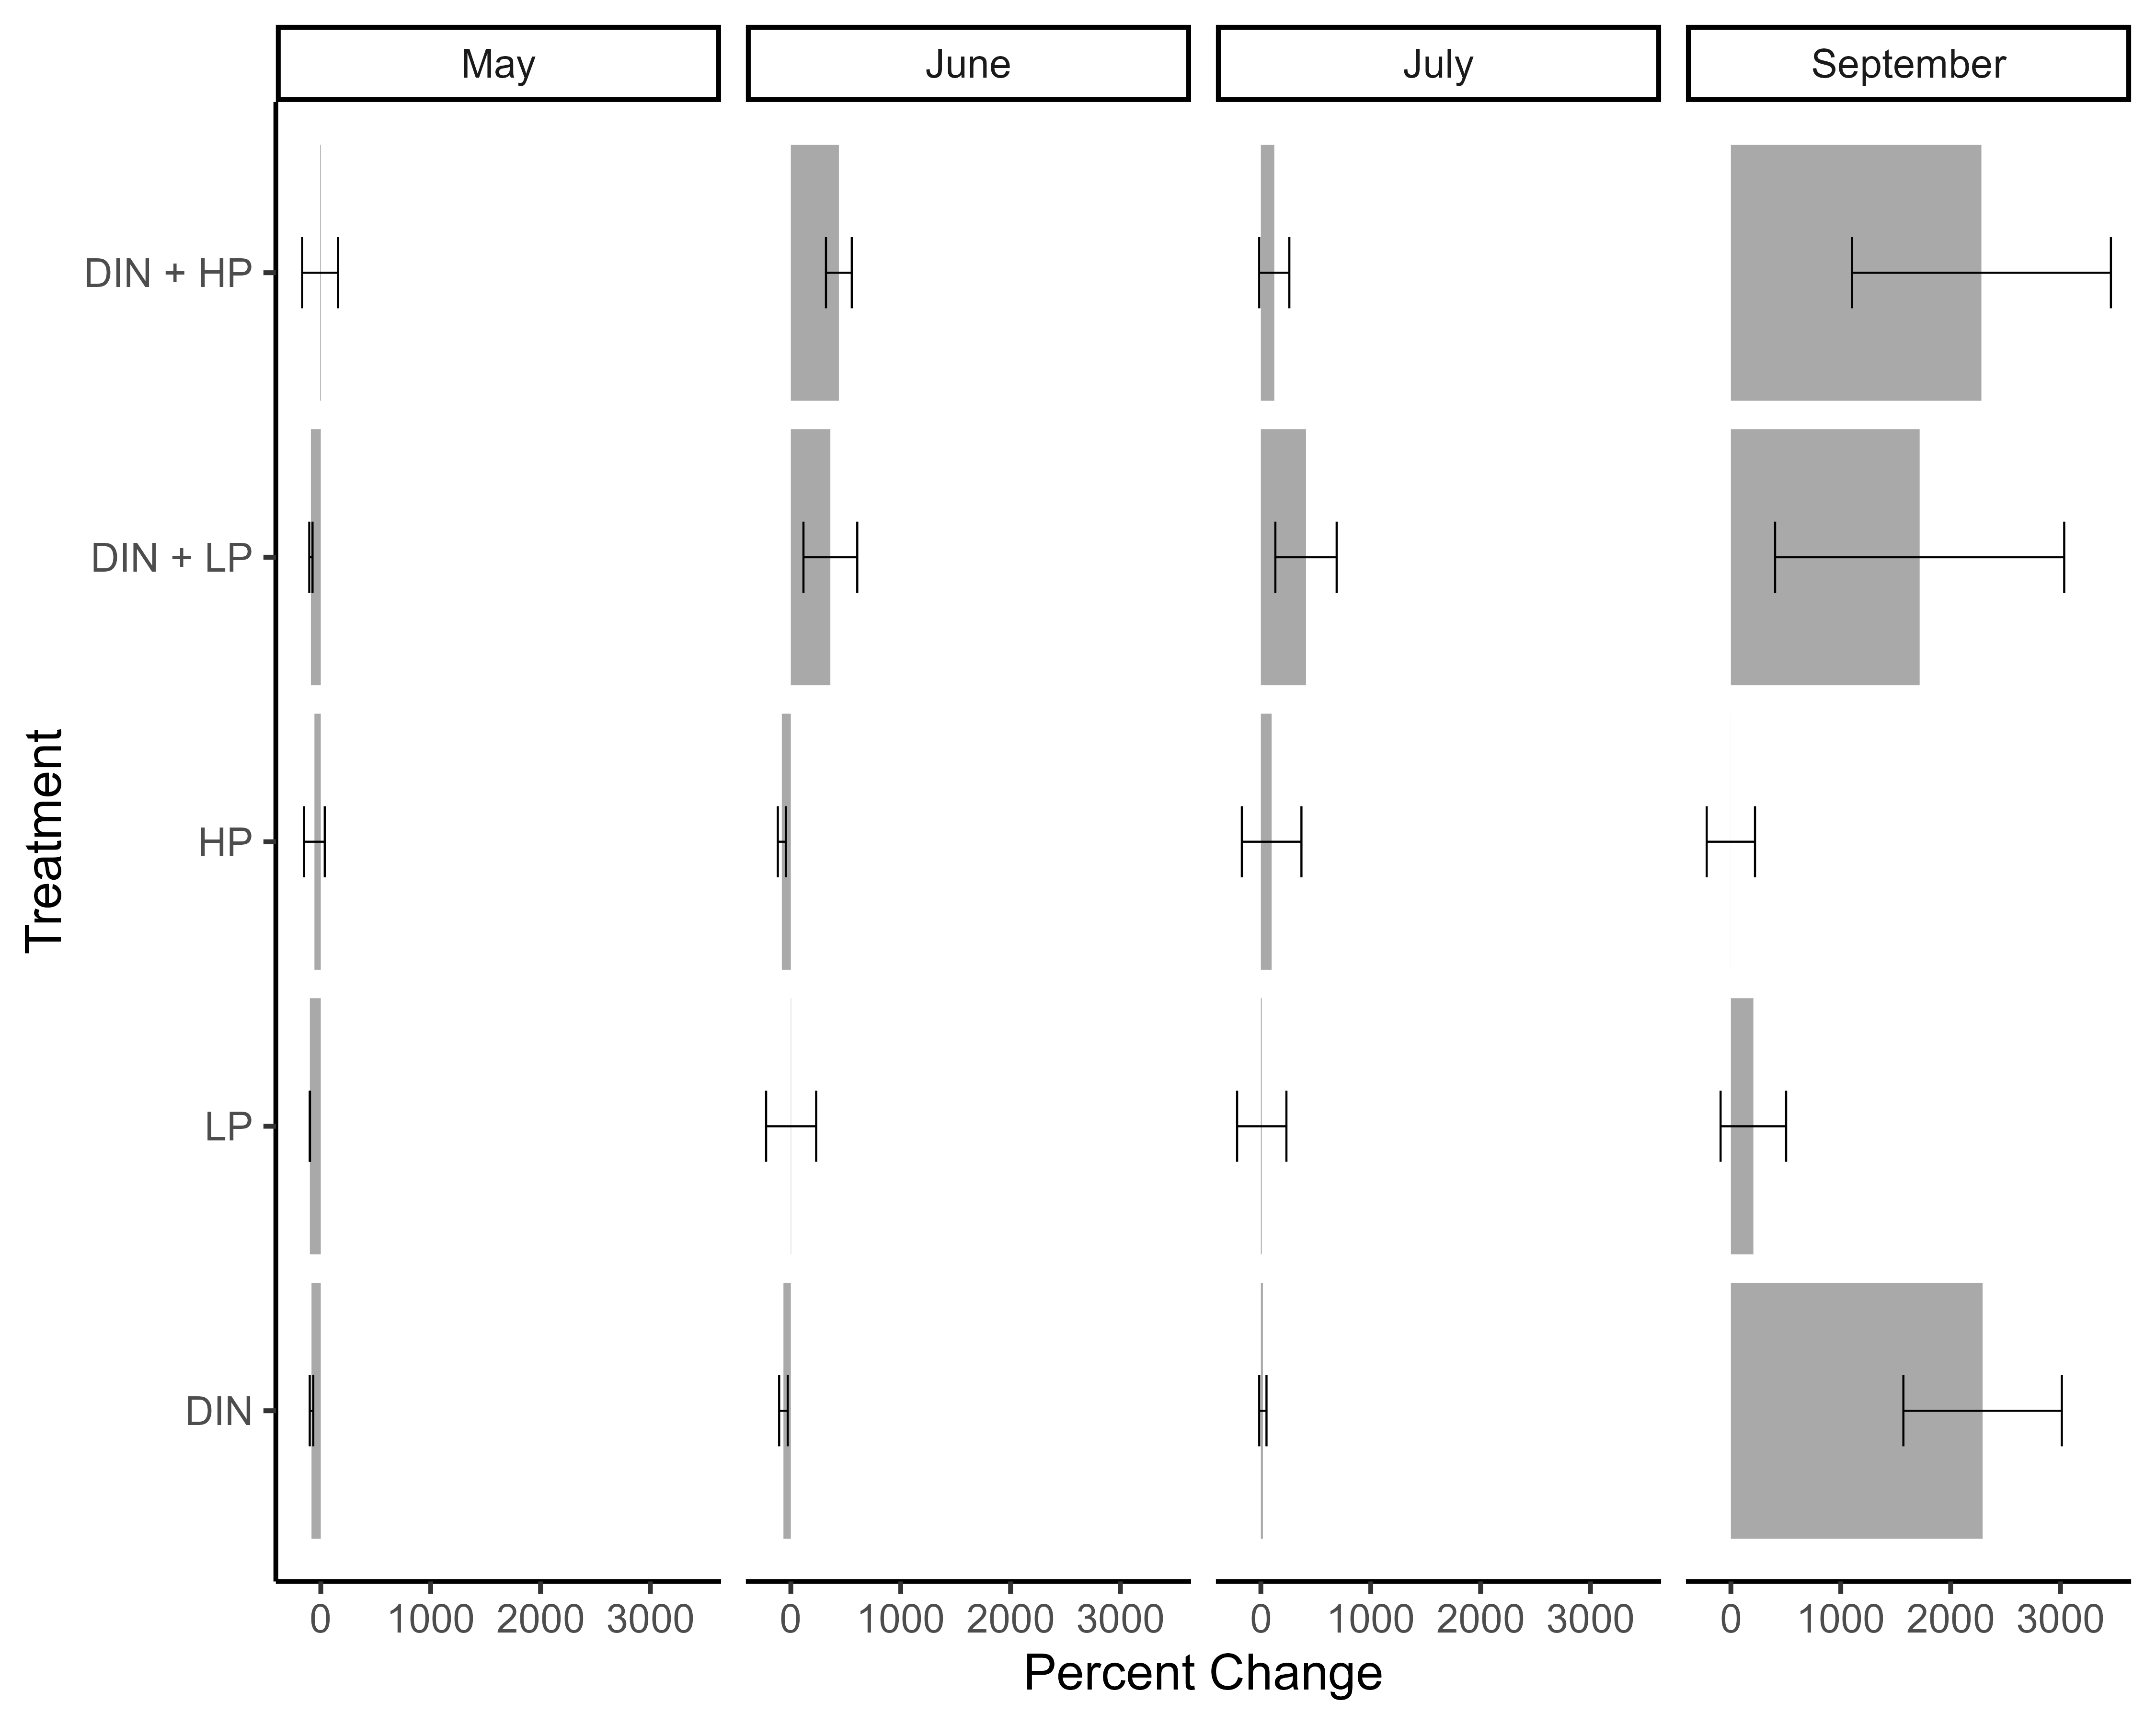 May June July September
DIN + HP
DIN + LP
HP
LP
DIN
Treatment
0 1000 2000 3000 0 1000 2000 3000 0 1000 2000 3000 0 1000 2000 3000
Percent Change